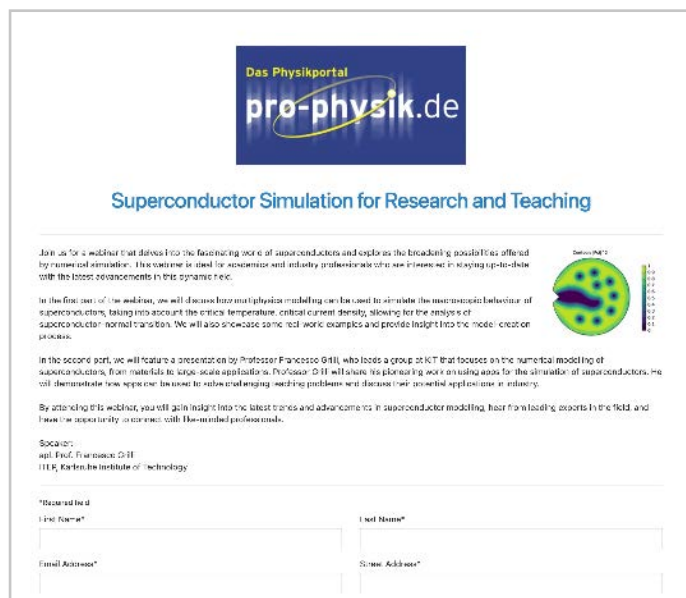 Das Physikportal
pro-physik.de
Superconductor Simulation for Research and Teaching
Join us for a webinar that delves into the fascinating world of superconductors and explores the broadening possibilities offered
by numerical simulation. This webinar is ideal for academics and industry professionals who are interested in staying up-to-date
with the latest advancements in this dynamic field.
In the first part of the webinar, we will discuss how multiphysics modelling can be used to simulate the macroscopic behaviour of
superconductors, taking into account the critical temperature, critical current density, allowing for the analysis of
superconductor-normal transition. We will also showcase some real-world examples and provide insight into the model creation
process.
In the second part, we will feature a presentation by Professor Francesco Grilli, who leads a group at KIT that focuses on the numerical modeling of
superconductors, from materials to large-scale applications. Professor Grilli will share his pioneering work on using apps for the simulation of superconductors. He
will demonstrate how apps can be used to solve challenging teaching problems and discuss their potential applications in industry.
By attending this webinar, you will gain insight into the latest trends and advancements in superconductor modelling, hear from leading experts in the field, and
have the opportunity to connect with like-minded professionals.
Speaker:
apl. Prof. Francesco Grilli
ITEP, Karlsruhe Institute of Technology
*Required field
First Name*
Last Name*
Email Address*
Street Address*